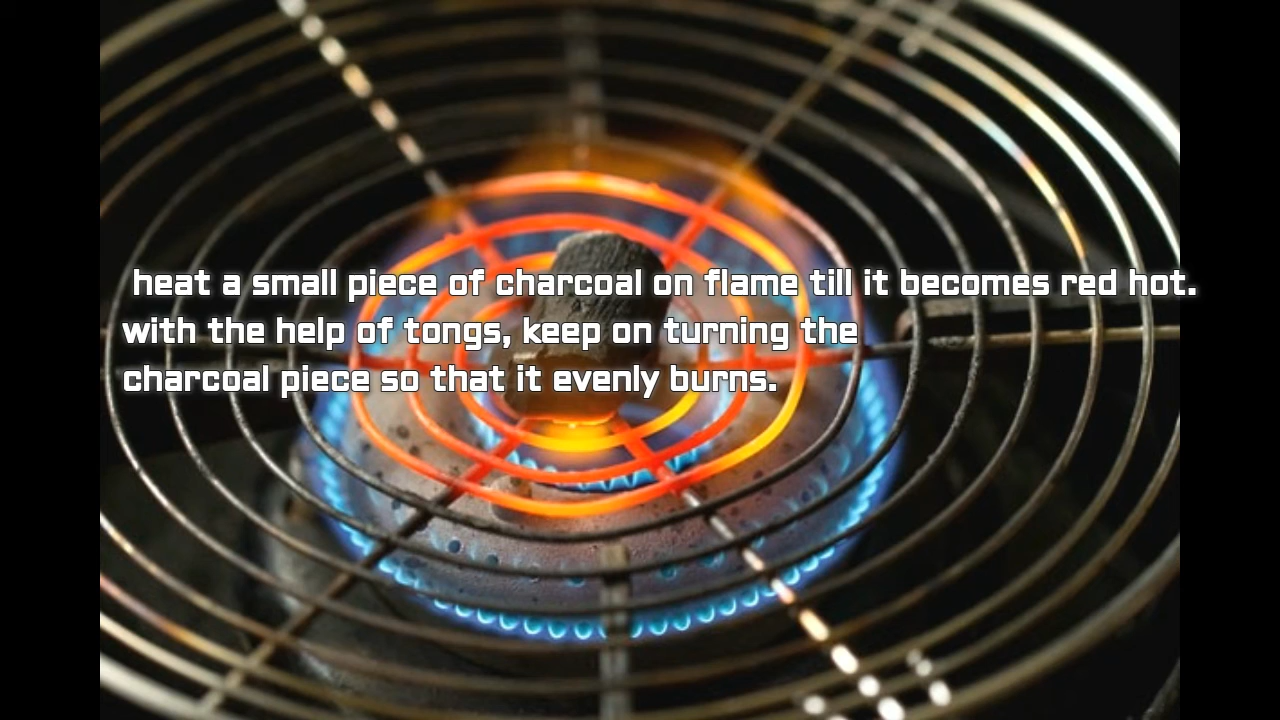 heat a small piece of charcoal on flame till it becomes red hot.
with the help of tongs, keep on turning the
charcoal piece so that it evenly burns.